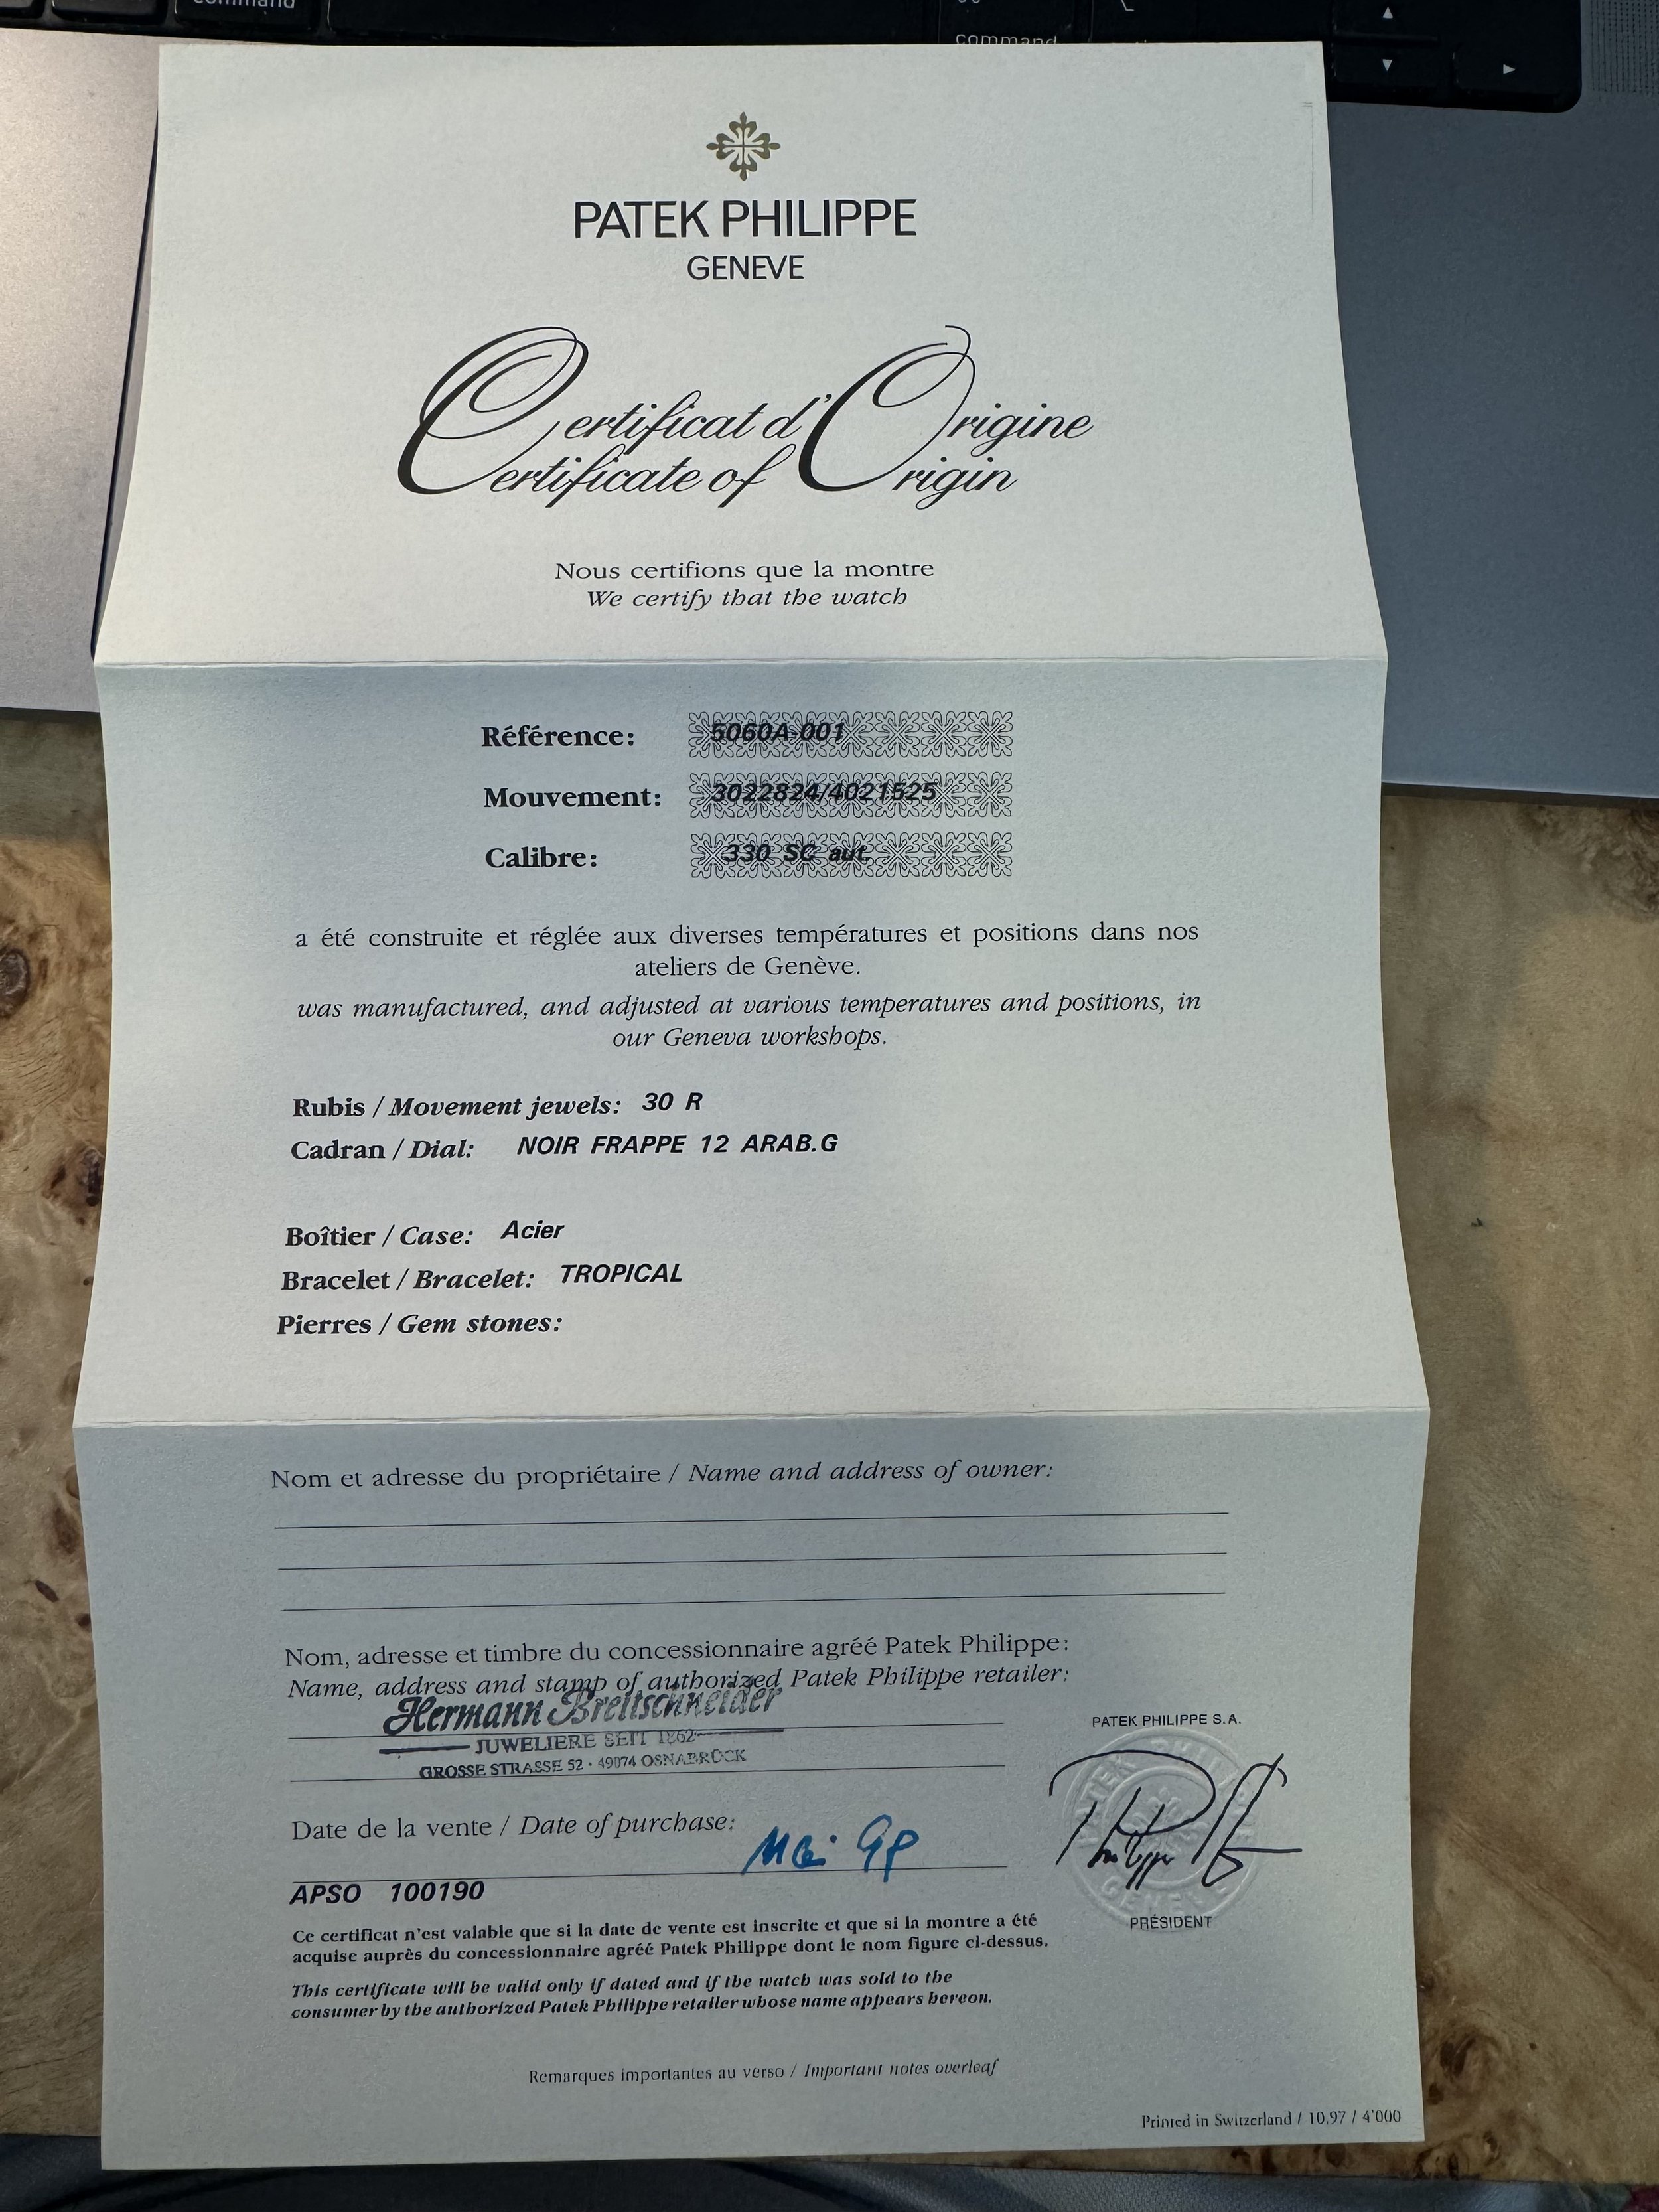 command
command
PATEK PHILIPPE
GENEVE
Certificat d'Origine
Certificate of Origin
Nous certifions que la montre
We certify that the watch
Référence: 5060A-001
Mouvement: 3022824/4021525
Calibre: 330 SC aut.
a été construite et réglée aux diverses températures et positions dans nos
ateliers de Genève.
was manufactured, and adjusted at various temperatures and positions, in
our Geneva workshops.
Rubis / Movement jewels: 30 R
Cadran / Dial: NOIR FRAPPE 12 ARAB.G
Boîtier / Case: Acier
Bracelet / Bracelet: TROPICAL
Pierres / Gem stones:
Nom et adresse du propriétaire / Name and address of owner:
Nom, adresse et timbre du concessionnaire agréé Patek Philippe:
Name, address and stamp of authorized Patek Philippe retailer:
Hermann Breitschneider
JUWELIERE SEIT 1862
GROSSE STRASSE 52 · 49074 OSNABRÜCK
PATEK PHILIPPE S.A.
Date de la vente / Date of purchase: Mai 98
APSO 100190
PRÉSIDENT
Ce certificat n'est valable que si la date de vente est inscrite et que si la montre a été
acquise auprès du concessionnaire agréé Patek Philippe dont le nom figure ci-dessus.
This certificate will be valid only if dated and if the watch was sold to the
consumer by the authorized Patek Philippe retailer whose name appears hereon.
Remarques importantes au verso / Important notes overleaf
Printed in Switzerland / 10.97 / 4'000